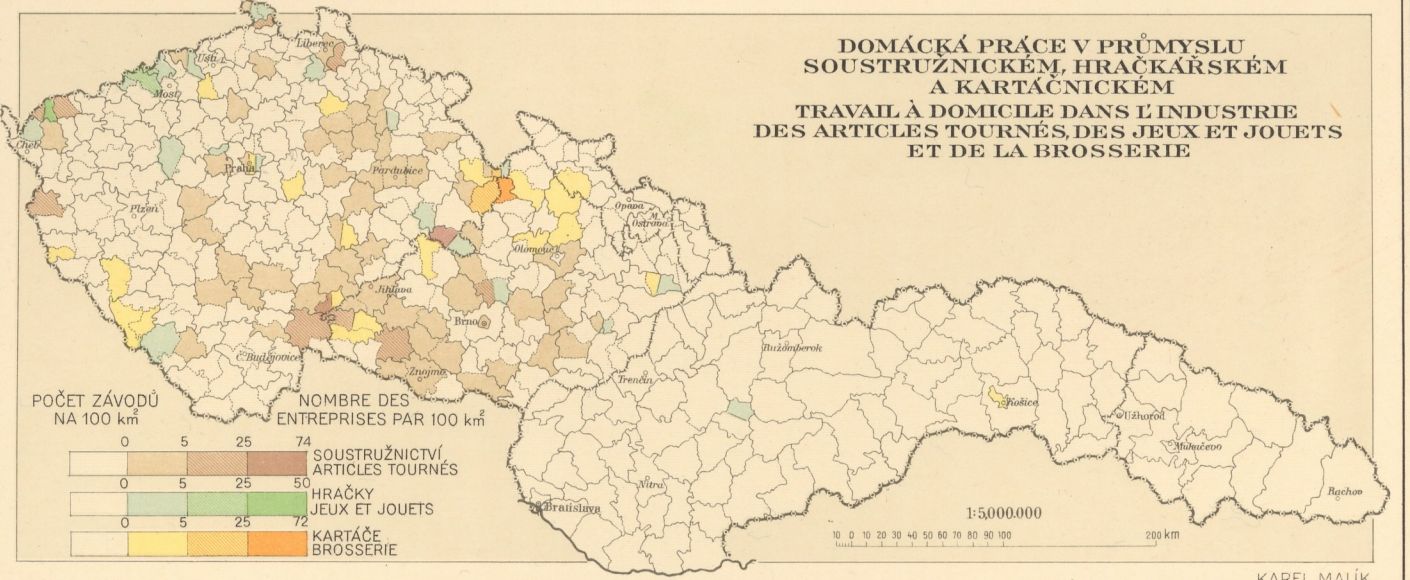 DOMÁCKÁ PRÁCE V PRŮMYSLU
SOUSTRUŽNICKÉM, HRAČKÁŘSKÉM
A KARTÁČNICKÉM
TRAVAIL À DOMICILE DANS L'INDUSTRIE
DES ARTICLES TOURNÉS, DES JEUX ET JOUETS
ET DE LA BROSSERIE
Liberec
Ústí
Most
Cheb
Praha
Pardubice
Plzeň
Opava
M.
Ostrava
Olomouc
Jihlava
Brno
Č. Budějovice
Znojmo
Ružomberok
Trenčín
Košice
Užhorod
Mukačevo
Rachov
Nitra
Bratislava
POČET ZÁVODŮ
NA 100 km²
NOMBRE DES
ENTREPRISES PAR 100 km²
0 5 25 74
SOUSTRUŽNICTVÍ
ARTICLES TOURNÉS
0 5 25 50
HRAČKY
JEUX ET JOUETS
0 5 25 72
KARTÁČE
BROSSERIE
1:5,000.000
10 0 10 20 30 40 50 60 70 80 90 100 200 km
KAREL MALÍK